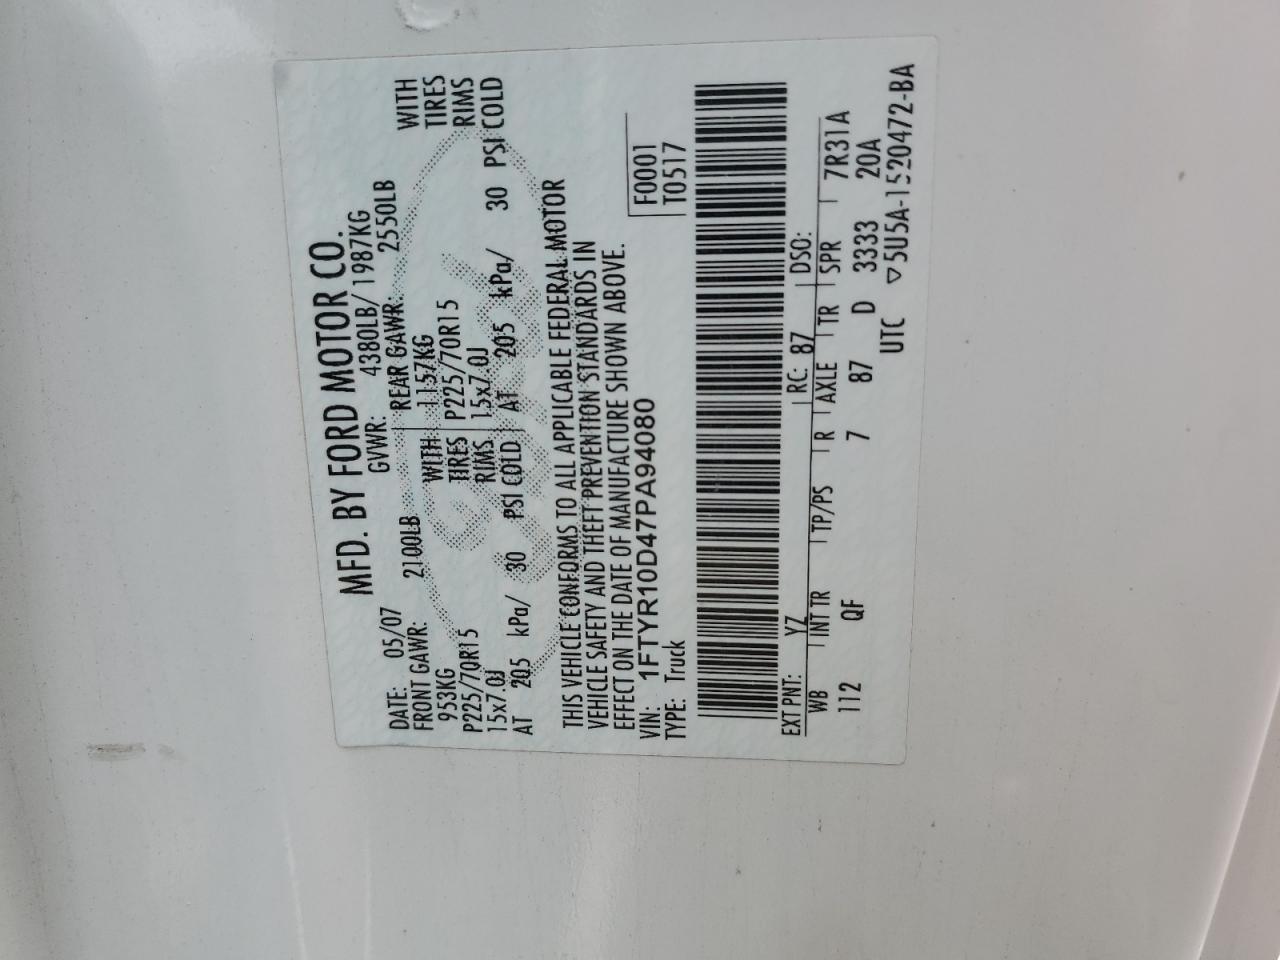 MFD. BY FORD MOTOR CO.
DATE: 05/07 GVWR: 4380LB/ 1987KG
FRONT GAWR: 2100LB REAR GAWR: 2550LB
953KG WITH 1157KG WITH
P225/70R15 TIRES P225/70R15 TIRES
15x7.0J RIMS 15x7.0J RIMS
AT 205 kPa/ 30 PSI COLD AT 205 kPa/ 30 PSI COLD
THIS VEHICLE CONFORMS TO ALL APPLICABLE FEDERAL MOTOR
VEHICLE SAFETY AND THEFT PREVENTION STANDARDS IN
EFFECT ON THE DATE OF MANUFACTURE SHOWN ABOVE.
VIN: 1FTYR10D47PA94080 F0001
TYPE: Truck T0517
EXT PNT: YZ RC: 87 DSO:
WB INT TR TP/PS R AXLE TR SPR 7R31A
112 QF 7 87 D 3333 20A
UTC ▽5U5A-1520472-BA